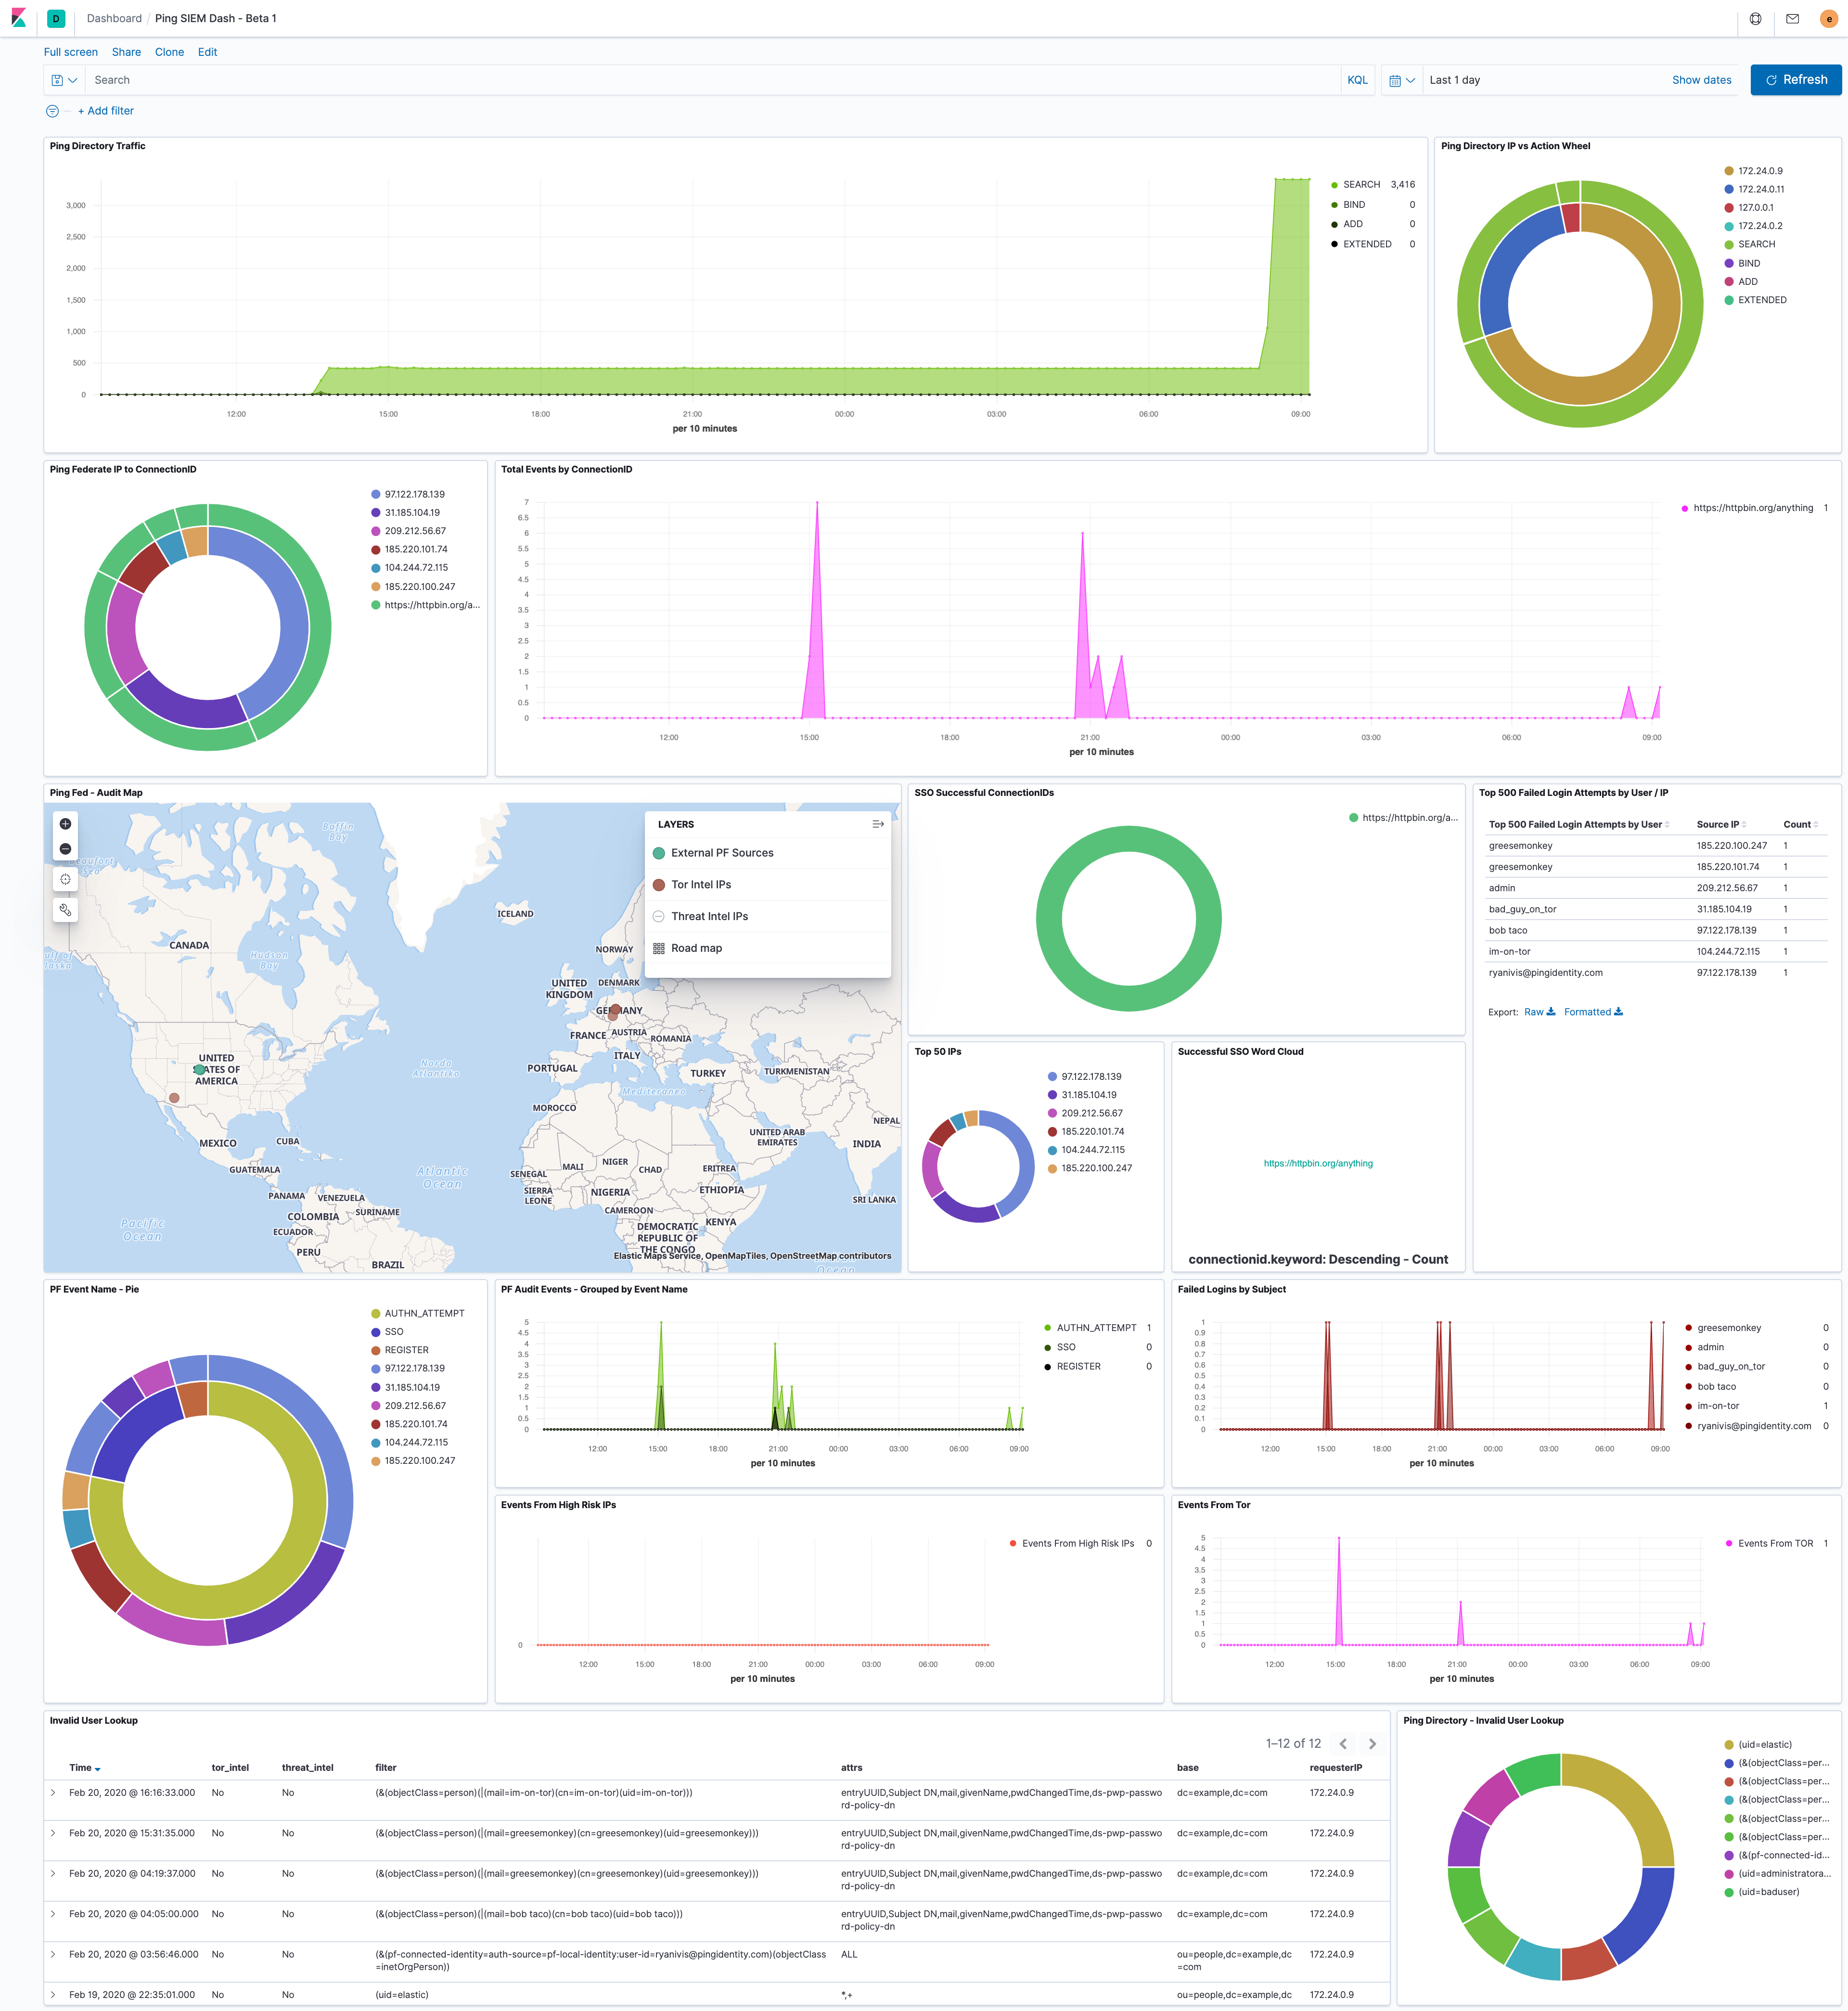 D Dashboard / Ping SIEM Dash - Beta 1 e
Full screen Share Clone Edit
Search KQL Last 1 day Show dates Refresh
+ Add filter
Ping Directory Traffic
3,000
2,500
2,000
1,500
1,000
500
0
12:00 15:00 18:00 21:00 00:00 03:00 06:00 09:00
per 10 minutes
SEARCH 3,416
BIND 0
ADD 0
EXTENDED 0
Ping Directory IP vs Action Wheel
172.24.0.9
172.24.0.11
127.0.0.1
172.24.0.2
SEARCH
BIND
ADD
EXTENDED
Ping Federate IP to ConnectionID
97.122.178.139
31.185.104.19
209.212.56.67
185.220.101.74
104.244.72.115
185.220.100.247
https://httpbin.org/a...
Total Events by ConnectionID
7
6.5
6
5.5
5
4.5
4
3.5
3
2.5
2
1.5
1
0.5
0
12:00 15:00 18:00 21:00 00:00 03:00 06:00 09:00
per 10 minutes
https://httpbin.org/anything 1
Ping Fed - Audit Map
LAYERS
External PF Sources
Tor Intel IPs
Threat Intel IPs
Road map
Baffin
Bay
Hudson
Bay
CANADA
ICELAND
NORWAY
UNITED
KINGDOM
DENMARK
GERMANY
FRANCE
AUSTRIA
ROMANIA
ITALY
PORTUGAL
TURKEY
TURKMENISTAN
UNITED
STATES OF
AMERICA
Norda
Atlantiko
Mediteraneo
MOROCCO
NEPAL
UNITED ARAB
EMIRATES
INDIA
MEXICO
CUBA
GUATEMALA
Atlantic
Ocean
SENEGAL
MALI
NIGER
CHAD
ERITREA
SIERRA
LEONE
NIGERIA
ETHIOPIA
SRI LANKA
PANAMA
VENEZUELA
COLOMBIA
SURINAME
CAMEROON
KENYA
Pacific
Ocean
ECUADOR
DEMOCRATIC
REPUBLIC OF
THE CONGO
PERU
BRAZIL
Elastic Maps Service, OpenMapTiles, OpenStreetMap contributors
SSO Successful ConnectionIDs
https://httpbin.org/a...
Top 500 Failed Login Attempts by User / IP
Top 500 Failed Login Attempts by User Source IP Count
greesemonkey 185.220.100.247 1
greesemonkey 185.220.101.74 1
admin 209.212.56.67 1
bad_guy_on_tor 31.185.104.19 1
bob taco 97.122.178.139 1
im-on-tor 104.244.72.115 1
ryanivis@pingidentity.com 97.122.178.139 1
Export: Raw Formatted
Top 50 IPs
97.122.178.139
31.185.104.19
209.212.56.67
185.220.101.74
104.244.72.115
185.220.100.247
Successful SSO Word Cloud
https://httpbin.org/anything
connectionid.keyword: Descending - Count
PF Event Name - Pie
AUTHN_ATTEMPT
SSO
REGISTER
97.122.178.139
31.185.104.19
209.212.56.67
185.220.101.74
104.244.72.115
185.220.100.247
PF Audit Events - Grouped by Event Name
5
4.5
4
3.5
3
2.5
2
1.5
1
0.5
0
12:00 15:00 18:00 21:00 00:00 03:00 06:00 09:00
per 10 minutes
AUTHN_ATTEMPT 1
SSO 0
REGISTER 0
Failed Logins by Subject
1
0.9
0.8
0.7
0.6
0.5
0.4
0.3
0.2
0.1
0
12:00 15:00 18:00 21:00 00:00 03:00 06:00 09:00
per 10 minutes
greesemonkey 0
admin 0
bad_guy_on_tor 0
bob taco 0
im-on-tor 1
ryanivis@pingidentity.com 0
Events From High Risk IPs
0
12:00 15:00 18:00 21:00 00:00 03:00 06:00 09:00
per 10 minutes
Events From High Risk IPs 0
Events From Tor
5
4.5
4
3.5
3
2.5
2
1.5
1
0.5
0
12:00 15:00 18:00 21:00 00:00 03:00 06:00 09:00
per 10 minutes
Events From TOR 1
Invalid User Lookup
1–12 of 12
Time tor_intel threat_intel filter attrs base requesterIP
Feb 20, 2020 @ 16:16:33.000 No No (&(objectClass=person)(|(mail=im-on-tor)(cn=im-on-tor)(uid=im-on-tor))) entryUUID,Subject DN,mail,givenName,pwdChangedTime,ds-pwp-passwo dc=example,dc=com 172.24.0.9
rd-policy-dn
Feb 20, 2020 @ 15:31:35.000 No No (&(objectClass=person)(|(mail=greesemonkey)(cn=greesemonkey)(uid=greesemonkey))) entryUUID,Subject DN,mail,givenName,pwdChangedTime,ds-pwp-passwo dc=example,dc=com 172.24.0.9
rd-policy-dn
Feb 20, 2020 @ 04:19:37.000 No No (&(objectClass=person)(|(mail=greesemonkey)(cn=greesemonkey)(uid=greesemonkey))) entryUUID,Subject DN,mail,givenName,pwdChangedTime,ds-pwp-passwo dc=example,dc=com 172.24.0.9
rd-policy-dn
Feb 20, 2020 @ 04:05:00.000 No No (&(objectClass=person)(|(mail=bob taco)(cn=bob taco)(uid=bob taco))) entryUUID,Subject DN,mail,givenName,pwdChangedTime,ds-pwp-passwo dc=example,dc=com 172.24.0.9
rd-policy-dn
Feb 20, 2020 @ 03:56:46.000 No No (&(pf-connected-identity=auth-source=pf-local-identity:user-id=ryanivis@pingidentity.com)(objectClass ALL ou=people,dc=example,dc 172.24.0.9
=inetOrgPerson)) =com
Feb 19, 2020 @ 22:35:01.000 No No (uid=elastic) *,+ ou=people,dc=example,dc 172.24.0.9
Ping Directory - Invalid User Lookup
(uid=elastic)
(&(objectClass=per...
(&(objectClass=per...
(&(objectClass=per...
(&(objectClass=per...
(&(objectClass=per...
(&(pf-connected-id...
(uid=administratora...
(uid=baduser)